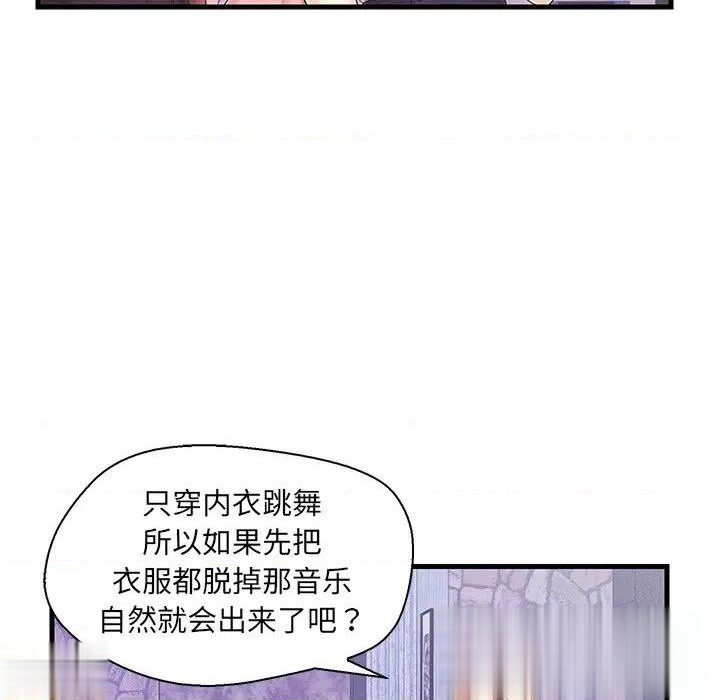 只穿内衣跳舞
所以如果先把
衣服都脱掉那音乐
自然就会出来了吧？